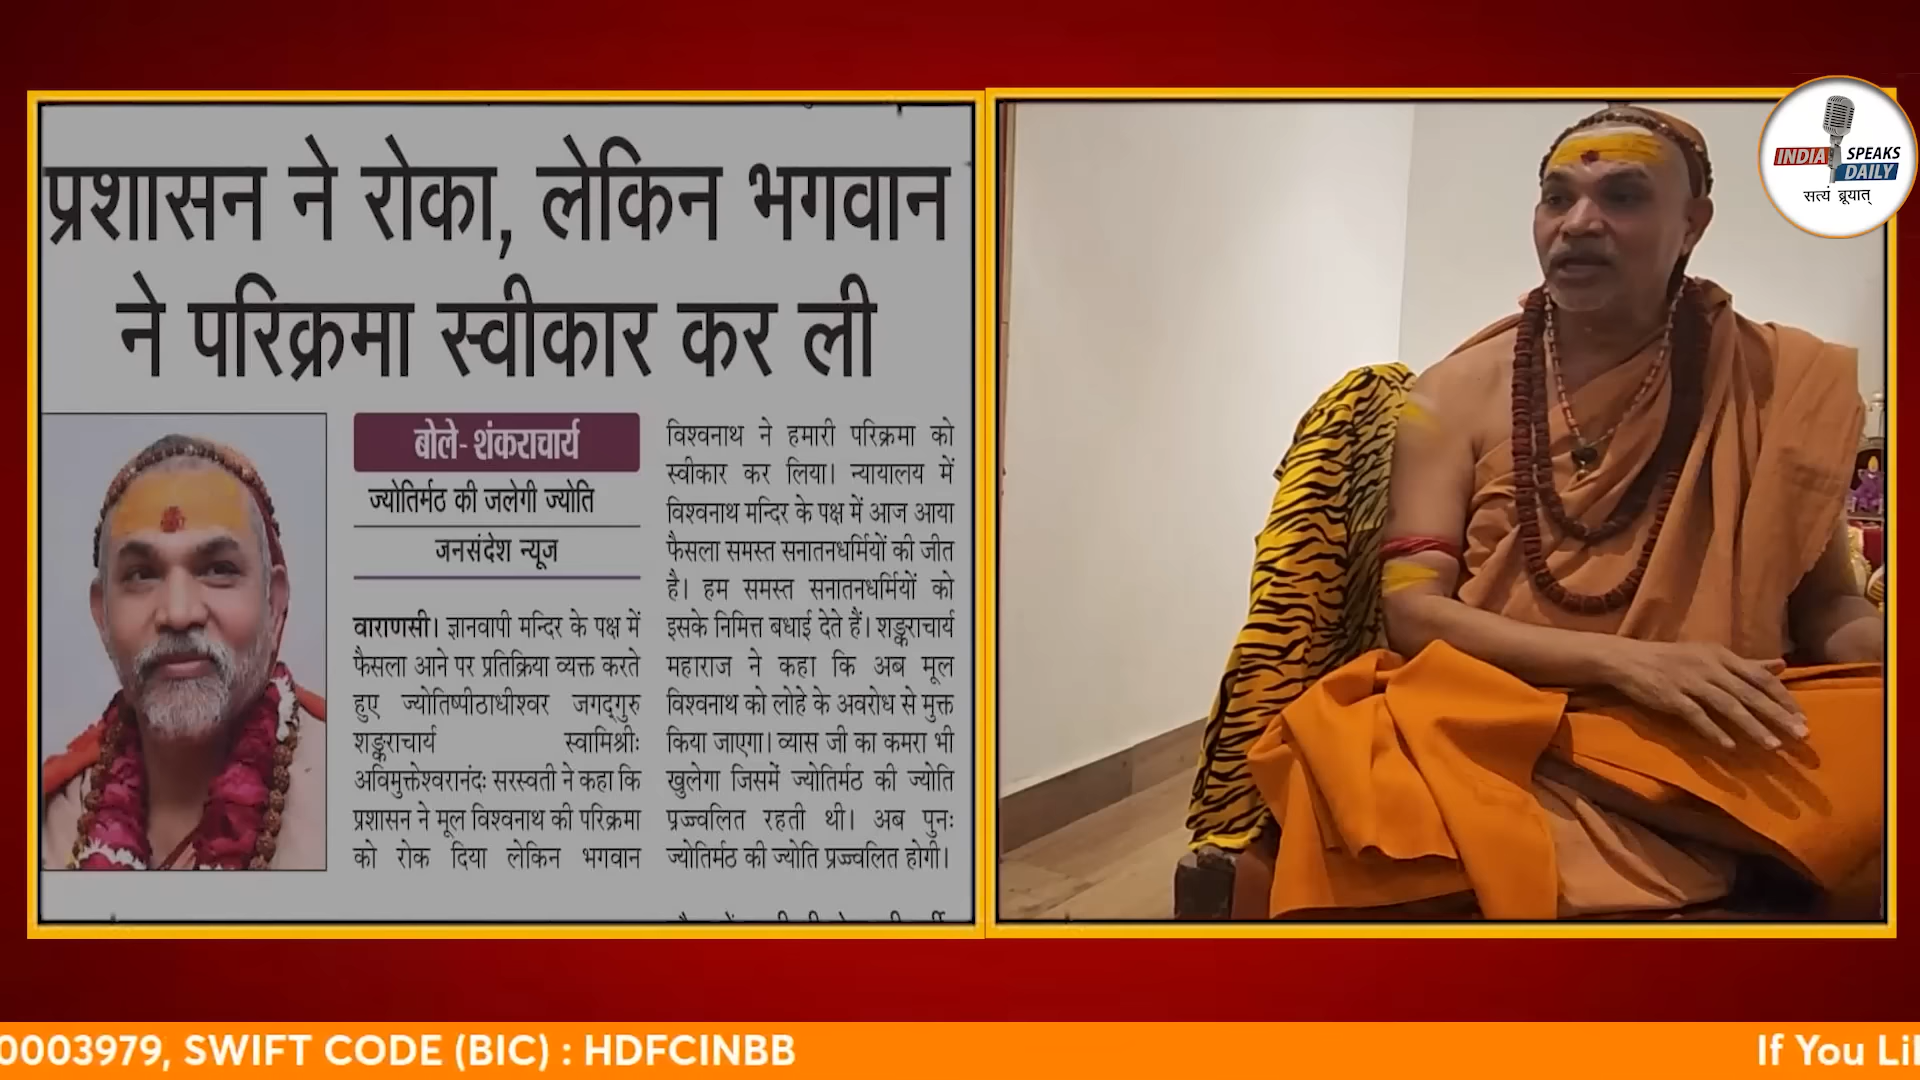 प्रशासन ने रोका, लेकिन भगवान
ने परिक्रमा स्वीकार कर ली
बोले- शंकराचार्य
ज्योतिर्मठ की जलेगी ज्योति
जनसंदेश न्यूज
वाराणसी। ज्ञानवापी मन्दिर के पक्ष में
फैसला आने पर प्रतिक्रिया व्यक्त करते
हुए ज्योतिष्पीठाधीश्वर जगद्गुरु
शङ्कराचार्य स्वामिश्रीः
अविमुक्तेश्वरानंदः सरस्वती ने कहा कि
प्रशासन ने मूल विश्वनाथ की परिक्रमा
को रोक दिया लेकिन भगवान
विश्वनाथ ने हमारी परिक्रमा को
स्वीकार कर लिया। न्यायालय में
विश्वनाथ मन्दिर के पक्ष में आज आया
फैसला समस्त सनातनधर्मियों की जीत
है। हम समस्त सनातनधर्मियों को
इसके निमित्त बधाई देते हैं। शङ्कराचार्य
महाराज ने कहा कि अब मूल
विश्वनाथ को लोहे के अवरोध से मुक्त
किया जाएगा। व्यास जी का कमरा भी
खुलेगा जिसमें ज्योतिर्मठ की ज्योति
प्रज्ज्वलित रहती थी। अब पुनः
ज्योतिर्मठ की ज्योति प्रज्ज्वलित होगी।
INDIA SPEAKS
DAILY
सत्यं ब्रूयात्
0003979, SWIFT CODE (BIC) : HDFCINBB
If You